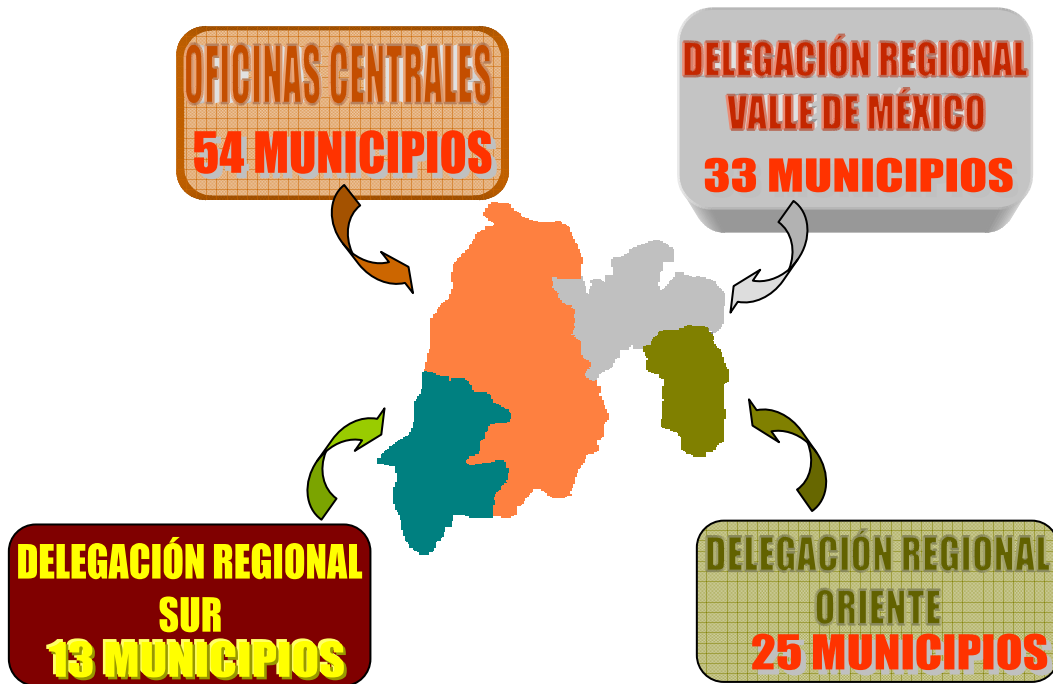 OFICINAS CENTRALES
54 MUNICIPIOS
DELEGACIÓN REGIONAL
VALLE DE MÉXICO
33 MUNICIPIOS
DELEGACIÓN REGIONAL
SUR
13 MUNICIPIOS
DELEGACIÓN REGIONAL
ORIENTE
25 MUNICIPIOS